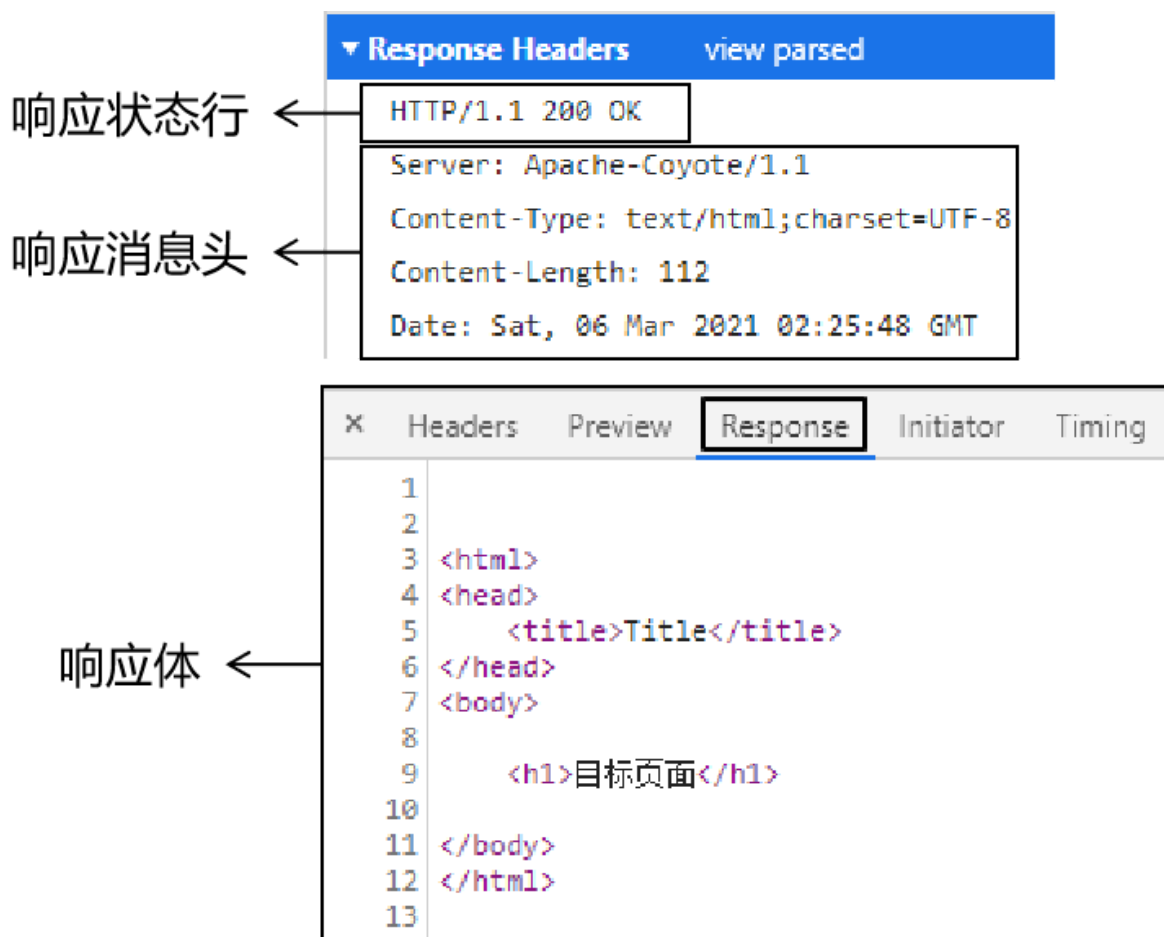 ▼ Response Headers view parsed
响应状态行
HTTP/1.1 200 OK
响应消息头
Server: Apache-Coyote/1.1
Content-Type: text/html;charset=UTF-8
Content-Length: 112
Date: Sat, 06 Mar 2021 02:25:48 GMT
× Headers Preview Response Initiator Timing
响应体
1
2
3 <html>
4 <head>
5 <title>Title</title>
6 </head>
7 <body>
8
9 <h1>目标页面</h1>
10
11 </body>
12 </html>
13